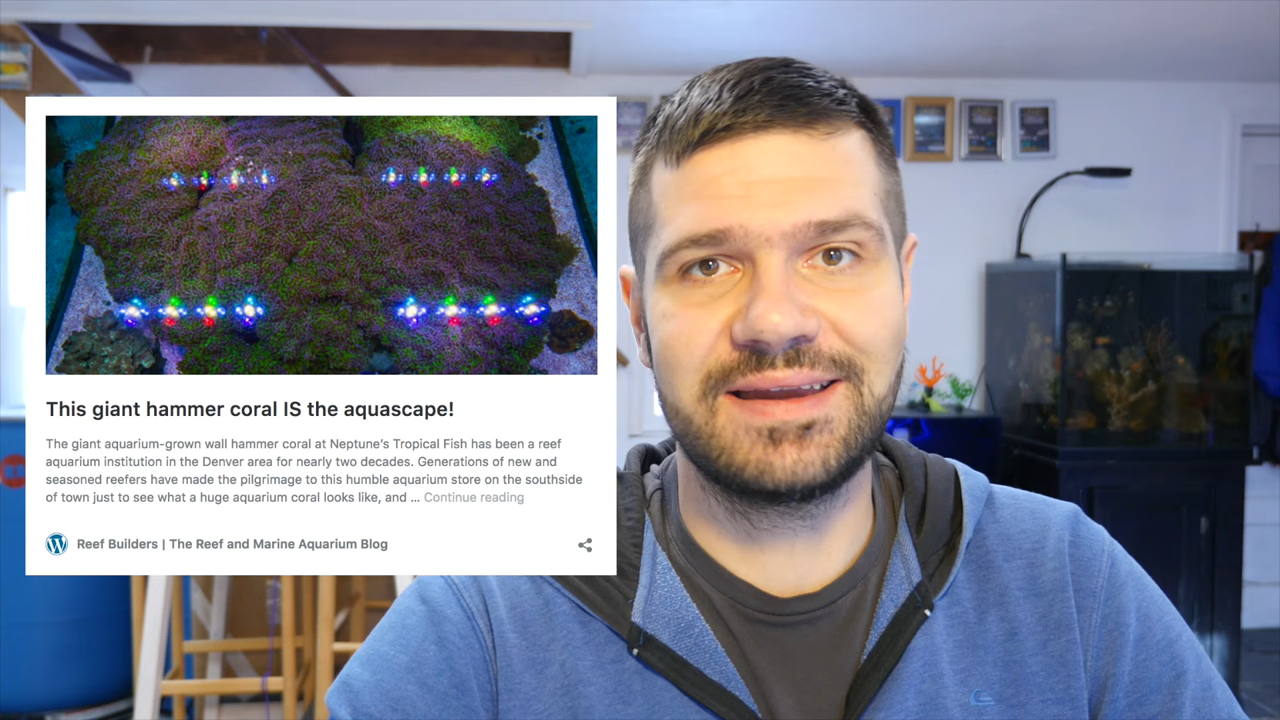 This giant hammer coral IS the aquascape!
The giant aquarium-grown wall hammer coral at Neptune’s Tropical Fish has been a reef
aquarium institution in the Denver area for nearly two decades. Generations of new and
seasoned reefers have made the pilgrimage to this humble aquarium store on the southside
of town just to see what a huge aquarium coral looks like, and ... Continue reading
Reef Builders | The Reef and Marine Aquarium Blog